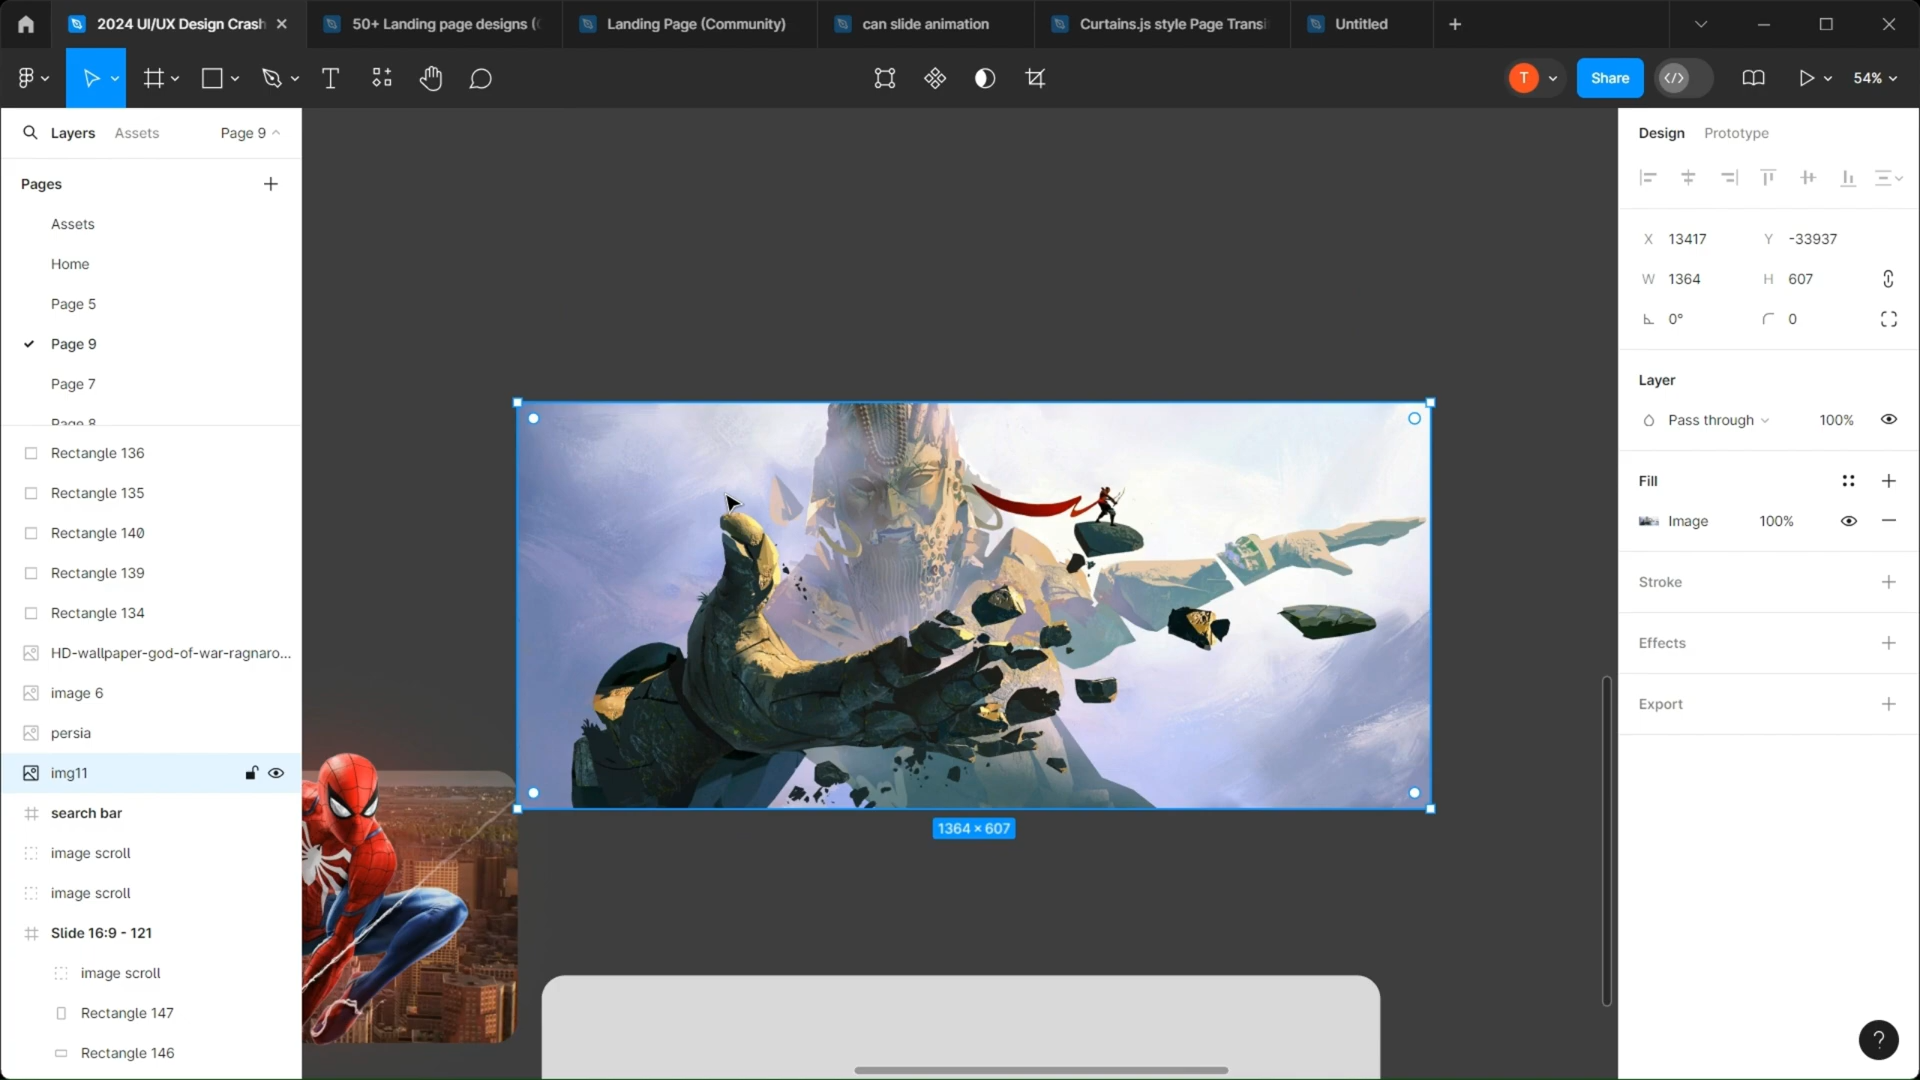 2024 UI/UX Design Crash
50+ Landing page designs (
Landing Page (Community)
can slide animation
Curtains.js style Page Transi
Untitled
T
Share
54%
Layers
Assets
Page 9
Pages
Assets
Home
Page 5
Page 9
Page 7
Page 8
Rectangle 136
Rectangle 135
Rectangle 140
Rectangle 139
Rectangle 134
HD-wallpaper-god-of-war-ragnaro...
image 6
persia
img11
search bar
image scroll
image scroll
Slide 16:9 - 121
image scroll
Rectangle 147
Rectangle 146
1364 × 607
Design
Prototype
X 13417
Y -33937
W 1364
H 607
0°
0
Layer
Pass through
100%
Fill
Image
100%
Stroke
Effects
Export
?